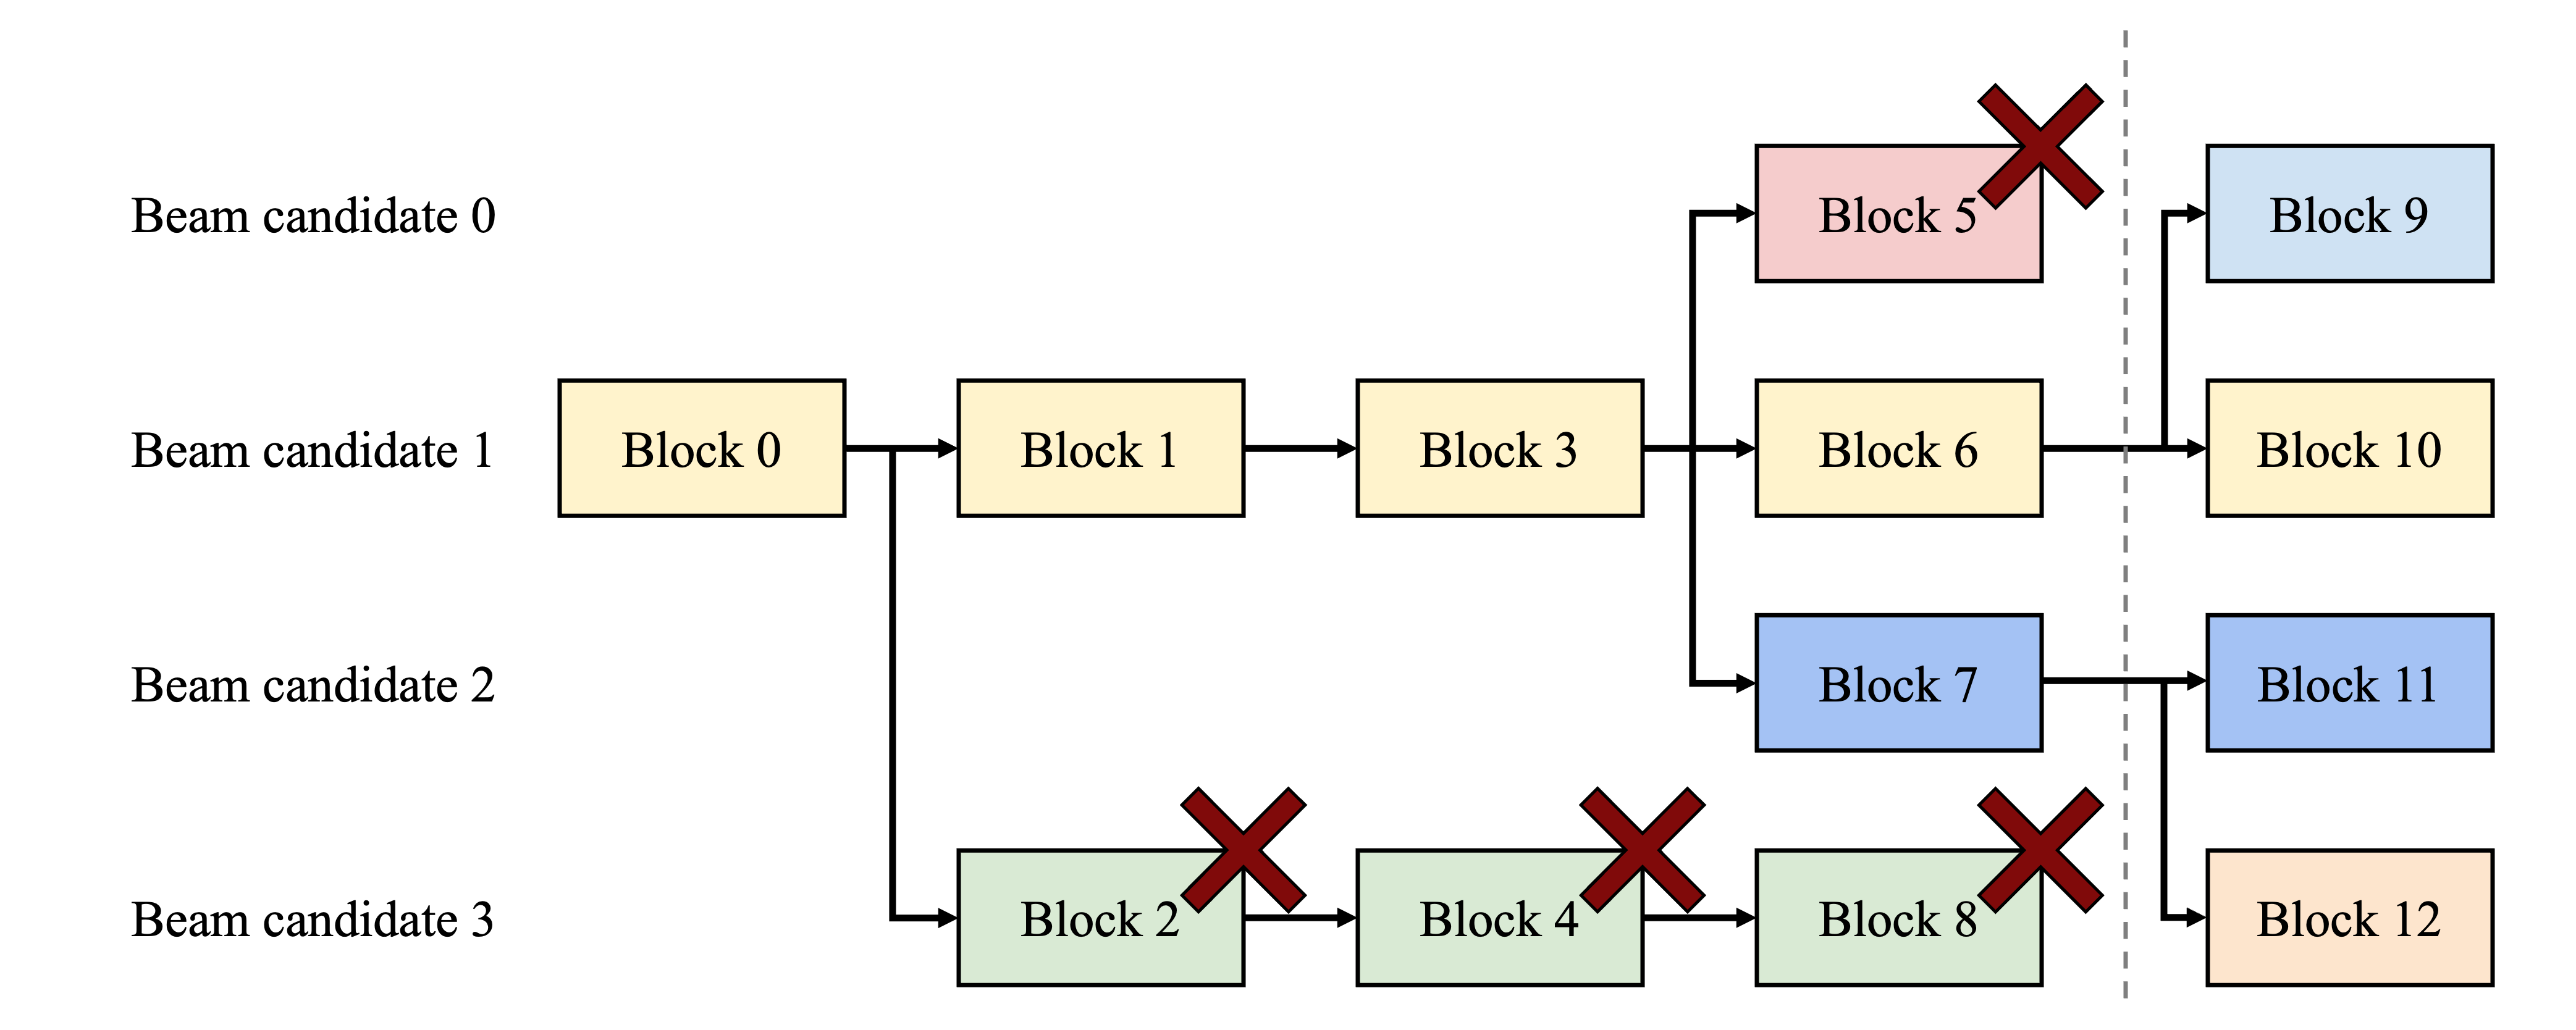 Beam candidate 0
Block 5
Block 9
Beam candidate 1
Block 0
Block 1
Block 3
Block 6
Block 10
Beam candidate 2
Block 7
Block 11
Beam candidate 3
Block 2
Block 4
Block 8
Block 12